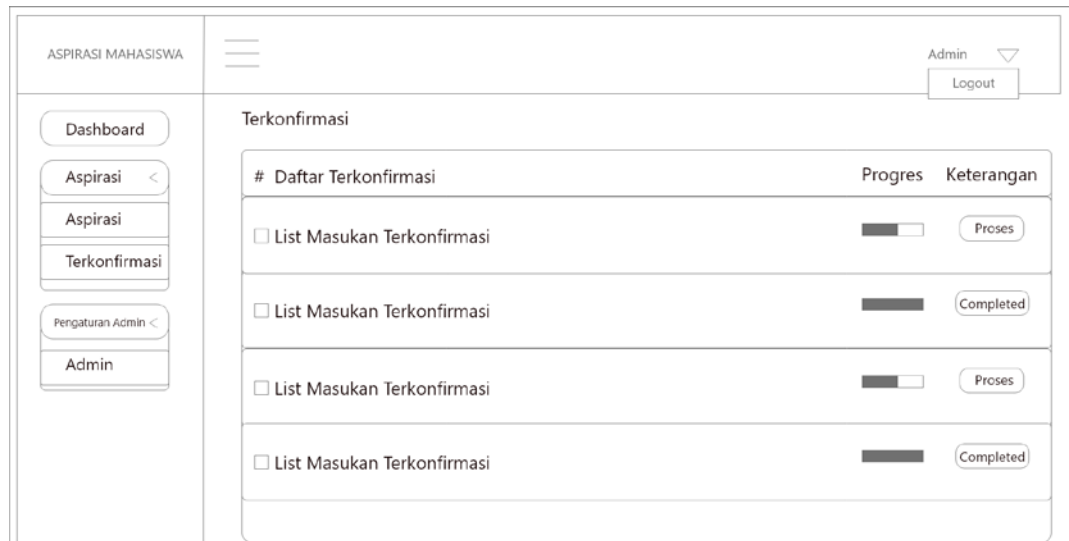 ASPIRASI MAHASISWA
Admin
Logout
Dashboard
Aspirasi <
Aspirasi
Terkonfirmasi
Pengaturan Admin <
Admin
Terkonfirmasi
# Daftar Terkonfirmasi Progres Keterangan
List Masukan Terkonfirmasi Proses
List Masukan Terkonfirmasi Completed
List Masukan Terkonfirmasi Proses
List Masukan Terkonfirmasi Completed